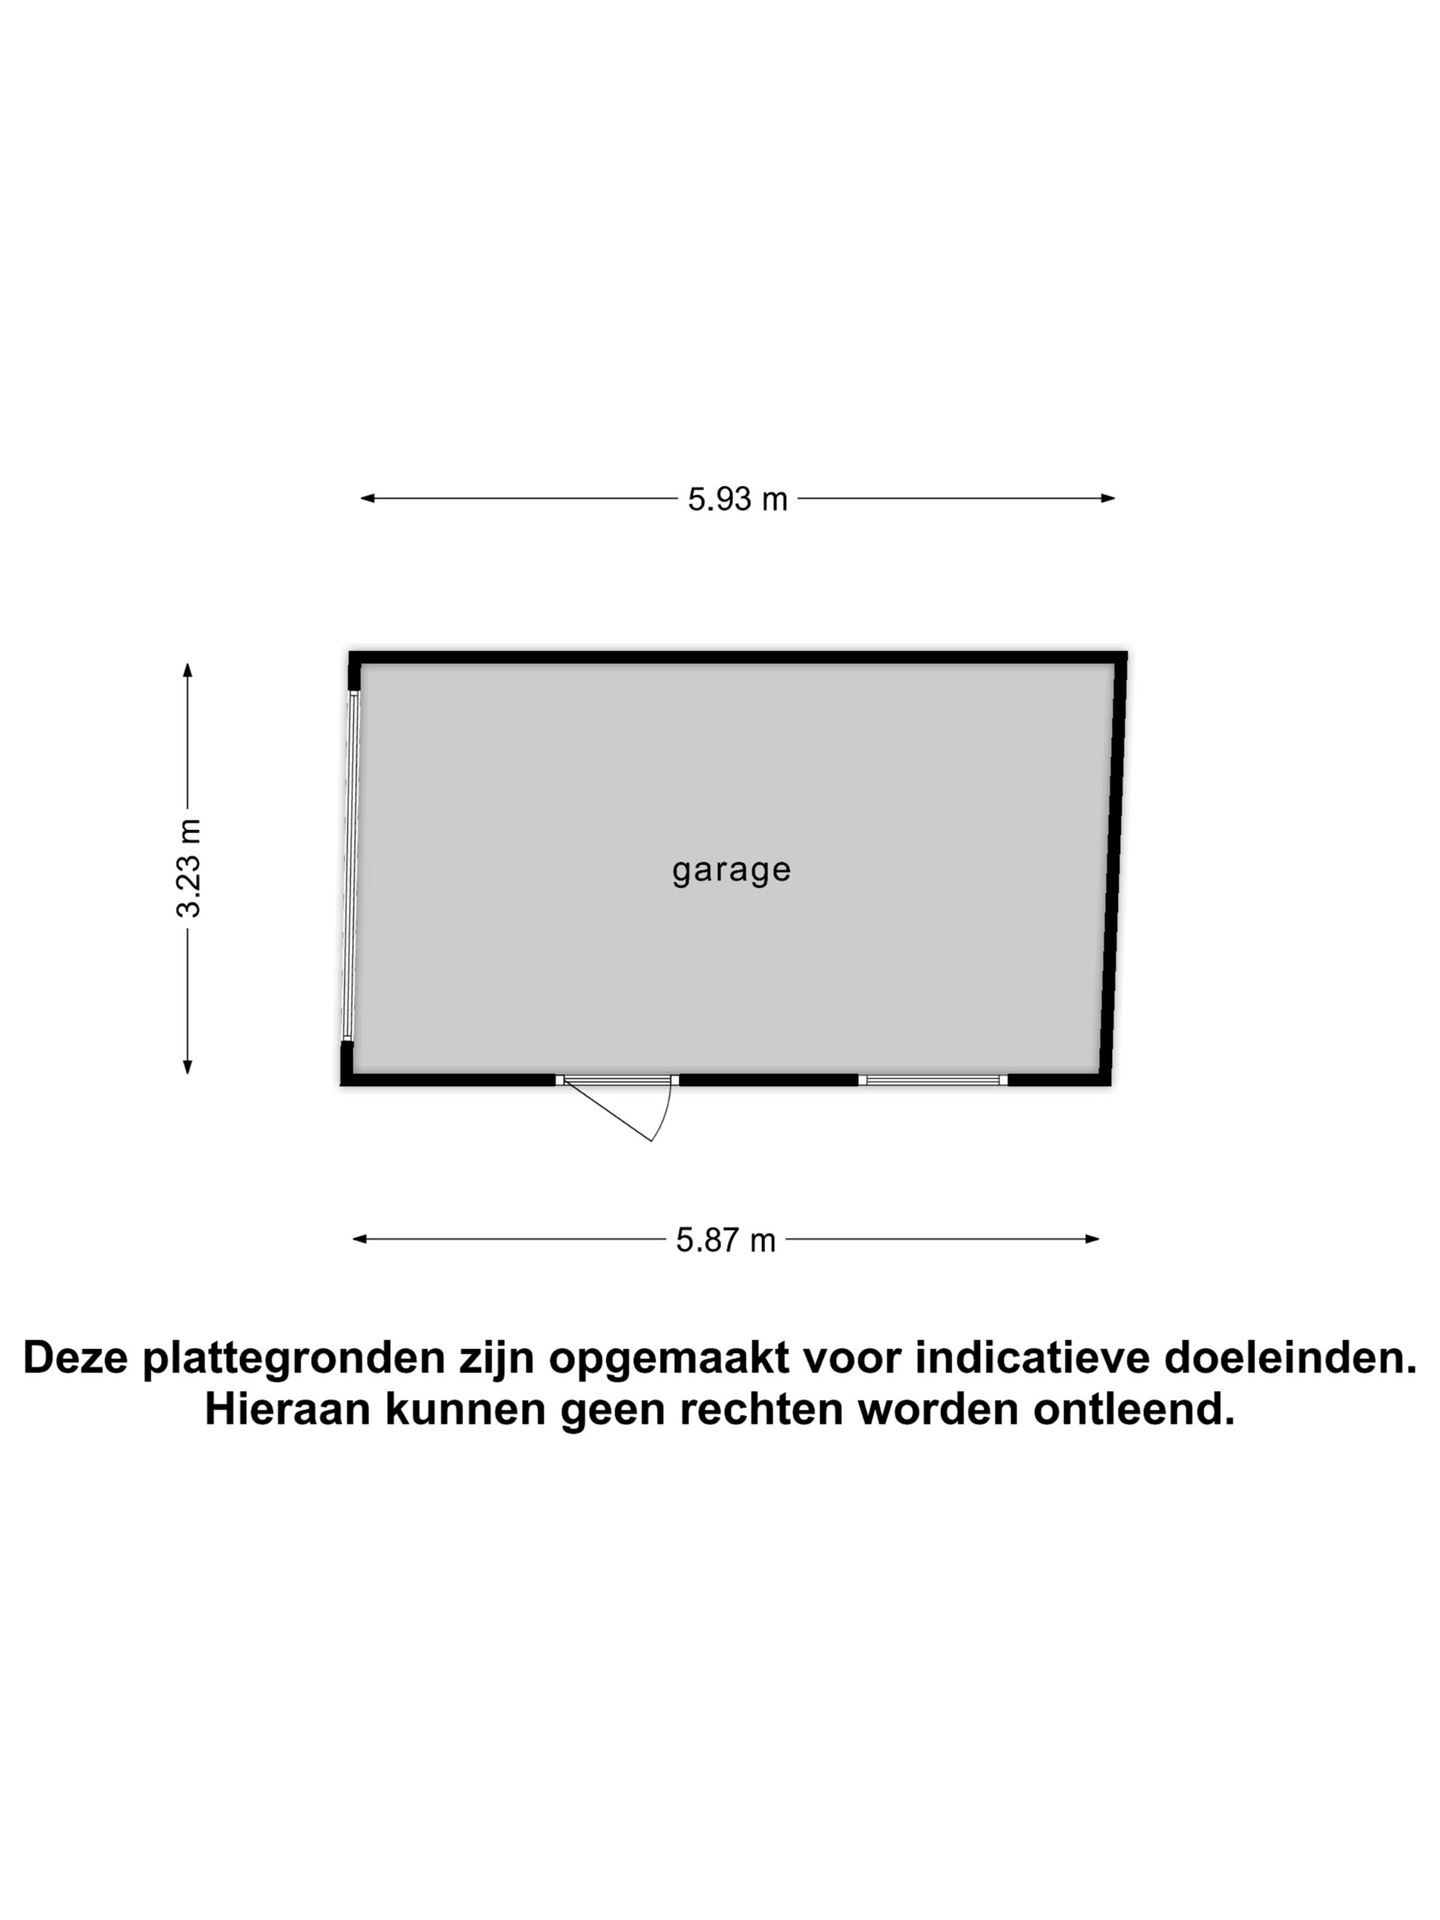 5.93 m
3.23 m
garage
5.87 m
Deze plattegronden zijn opgemaakt voor indicatieve doeleinden.
Hieraan kunnen geen rechten worden ontleend.